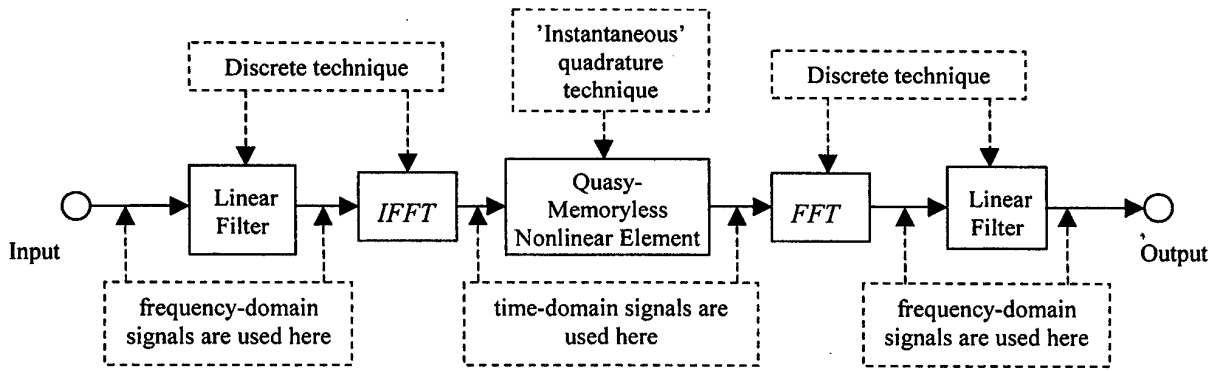 'Instantaneous'
quadrature
technique
Discrete technique
Discrete technique
Input
Linear
Filter
IFFT
Quasy-
Memoryless
Nonlinear Element
FFT
Linear
Filter
Output
frequency-domain
signals are used here
time-domain signals are
used here
frequency-domain
signals are used here